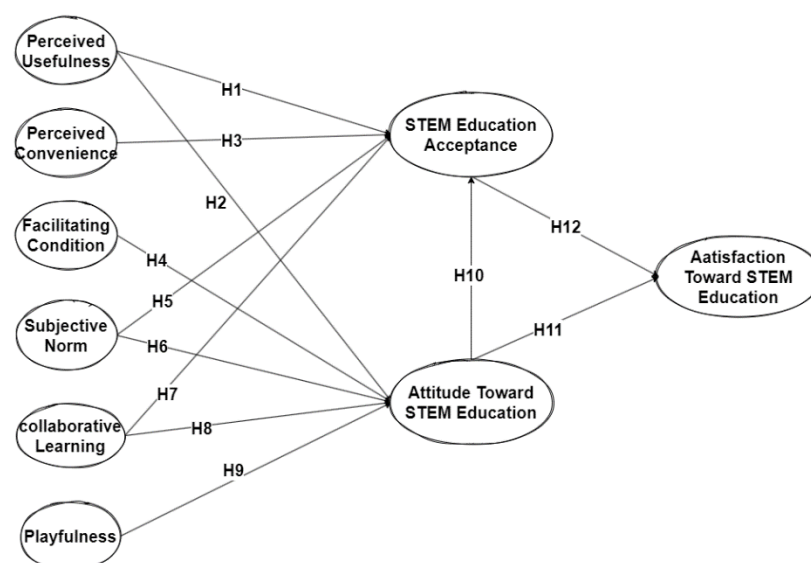 Perceived
Usefulness
H1
STEM Education
Acceptance
Perceived
Convenience
H3
H2
Facilitating
Condition
H4
H12
Aatisfaction
Toward STEM
Education
H10
H5
Subjective
Norm
H6
H11
H7
Attitude Toward
STEM Education
collaborative
Learning
H8
H9
Playfulness